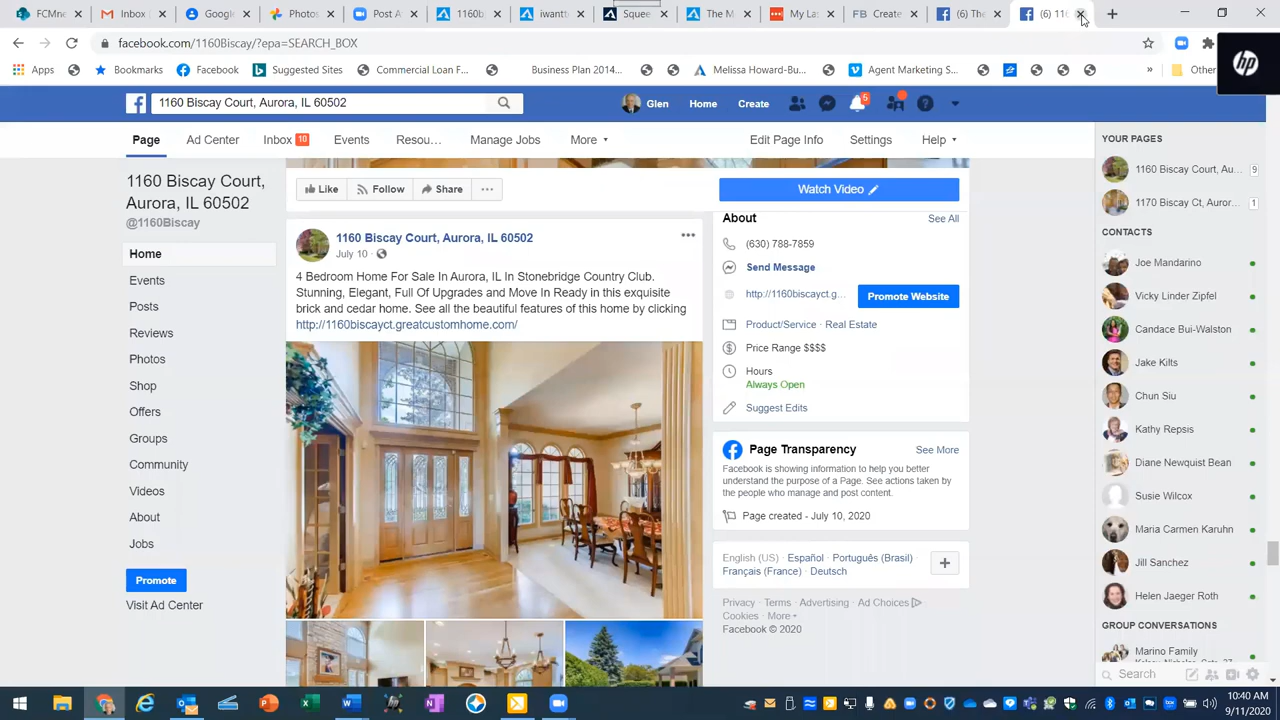 FCMne
Inbox
Google
Photos
Post A
1160b
iwantt
Squee
The M
My La
Create
(6) The
(6) 116
facebook.com/1160Biscay/?epa=SEARCH_BOX
Apps
Bookmarks
Facebook
Suggested Sites
Commercial Loan F...
Business Plan 2014...
Melissa Howard-Bu...
Agent Marketing S...
»
Other
hp
1160 Biscay Court, Aurora, IL 60502
Glen
Home
Create
5
Page
Ad Center
Inbox 10
Events
Resou...
Manage Jobs
More
Edit Page Info
Settings
Help
1160 Biscay Court,
Aurora, IL 60502
@1160Biscay
Home
Events
Posts
Reviews
Photos
Shop
Offers
Groups
Community
Videos
About
Jobs
Promote
Visit Ad Center
Like
Follow
Share
...
Watch Video
1160 Biscay Court, Aurora, IL 60502
July 10 ·
4 Bedroom Home For Sale In Aurora, IL In Stonebridge Country Club.
Stunning, Elegant, Full Of Upgrades and Move In Ready in this exquisite
brick and cedar home. See all the beautiful features of this home by clicking
http://1160biscayct.greatcustomhome.com/
About
See All
(630) 788-7859
Send Message
http://1160biscayct.g...
Promote Website
Product/Service · Real Estate
Price Range $$$$
Hours
Always Open
Suggest Edits
Page Transparency
See More
Facebook is showing information to help you better
understand the purpose of a Page. See actions taken by
the people who manage and post content.
Page created - July 10, 2020
English (US) · Español · Português (Brasil) ·
Français (France) · Deutsch
Privacy · Terms · Advertising · Ad Choices
Cookies · More
Facebook © 2020
YOUR PAGES
1160 Biscay Court, Au... 9
1170 Biscay Ct, Auror... 1
CONTACTS
Joe Mandarino
Vicky Linder Zipfel
Candace Bui-Walston
Jake Kilts
Chun Siu
Kathy Repsis
Diane Newquist Bean
Susie Wilcox
Maria Carmen Karuhn
Jill Sanchez
Helen Jaeger Roth
GROUP CONVERSATIONS
Marino Family
Search
10:40 AM
9/11/2020